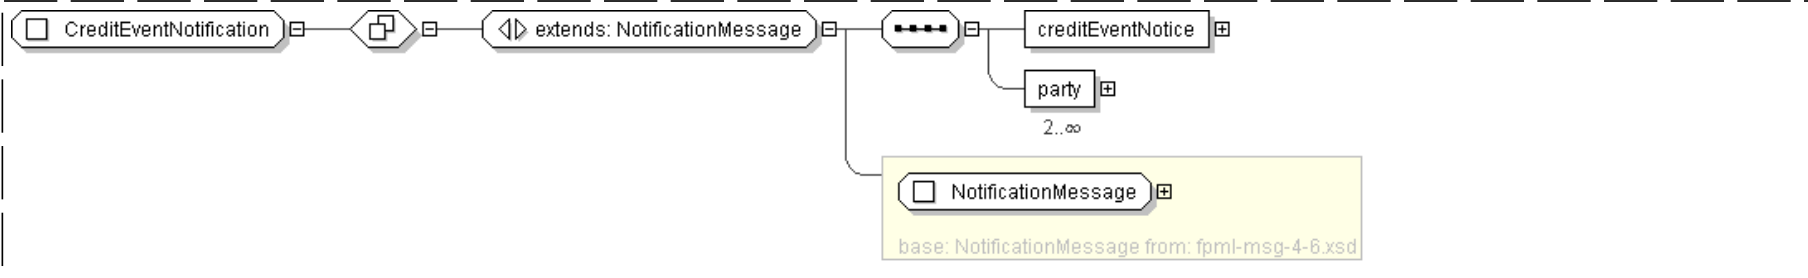 CreditEventNotification
extends: NotificationMessage
creditEventNotice
party
2..∞
NotificationMessage
base: NotificationMessage from: fpml-msg-4-6.xsd